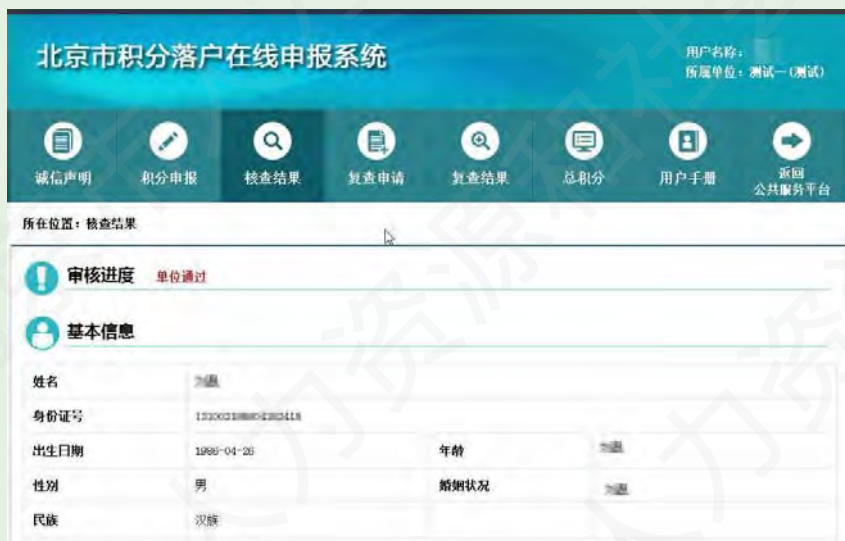 北京市积分落户在线申报系统
用户名称：
所属单位：测试一（测试）
诚信声明
积分申报
核查结果
复查申请
复查结果
总积分
用户手册
返回
公共服务平台
所在位置：核查结果
审核进度 单位通过
基本信息
姓名
身份证号
出生日期 1986-04-26 年龄
性别 男 婚姻状况
民族 汉族